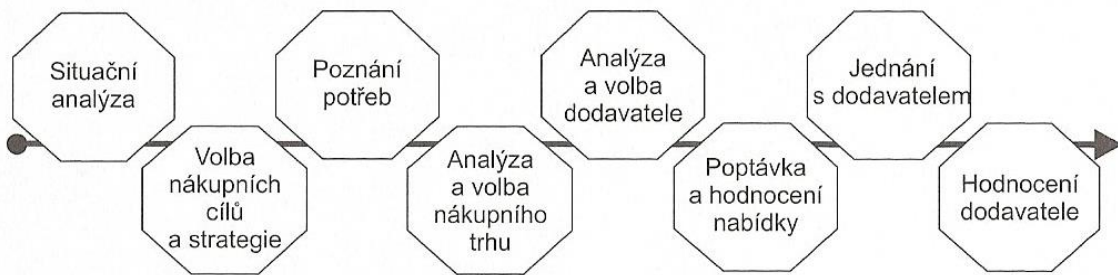 Situační
analýza
Volba
nákupních
cílů
a strategie
Poznání
potřeb
Analýza
a volba
nákupního
trhu
Analýza
a volba
dodavatele
Poptávka
a hodnocení
nabídky
Jednání
s dodavatelem
Hodnocení
dodavatele